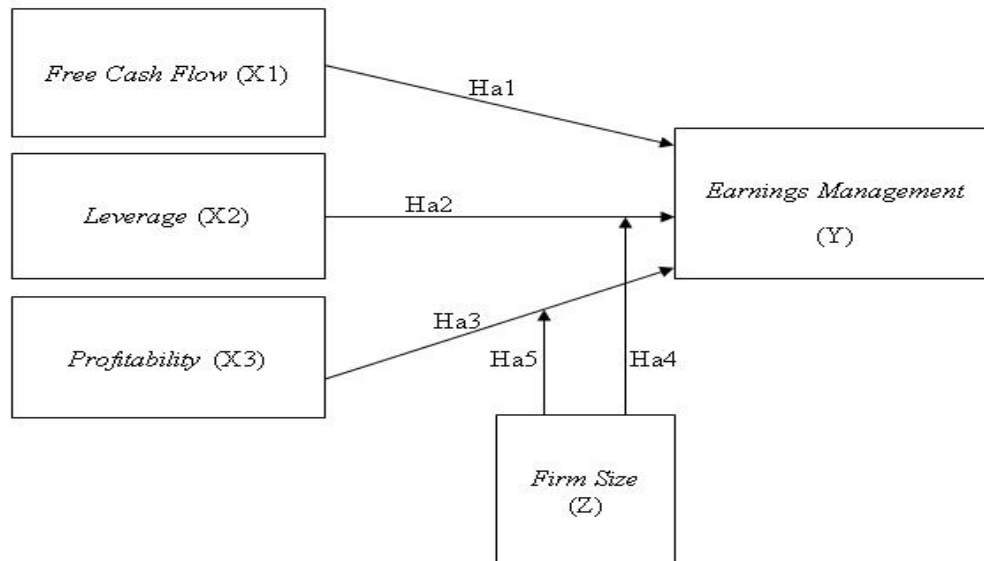 Free Cash Flow (X1)
Ha1
Leverage (X2)
Ha2
Earnings Management
(Y)
Profitability (X3)
Ha3
Ha5
Ha4
Firm Size
(Z)